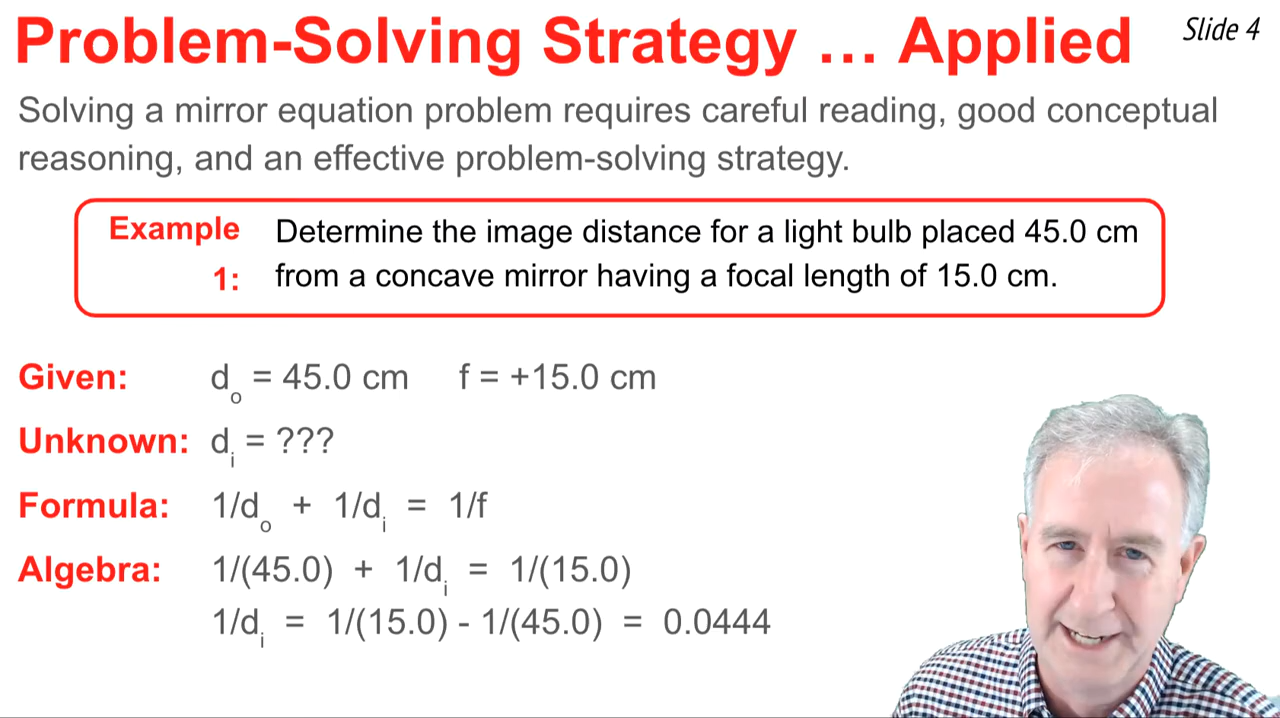 Problem-Solving Strategy … Applied
Slide 4
Solving a mirror equation problem requires careful reading, good conceptual
reasoning, and an effective problem-solving strategy.
Example 1:
Determine the image distance for a light bulb placed 45.0 cm
from a concave mirror having a focal length of 15.0 cm.
Given: dₒ = 45.0 cm f = +15.0 cm
Unknown: dᵢ = ???
Formula: 1/dₒ + 1/dᵢ = 1/f
Algebra: 1/(45.0) + 1/dᵢ = 1/(15.0)
1/dᵢ = 1/(15.0) - 1/(45.0) = 0.0444